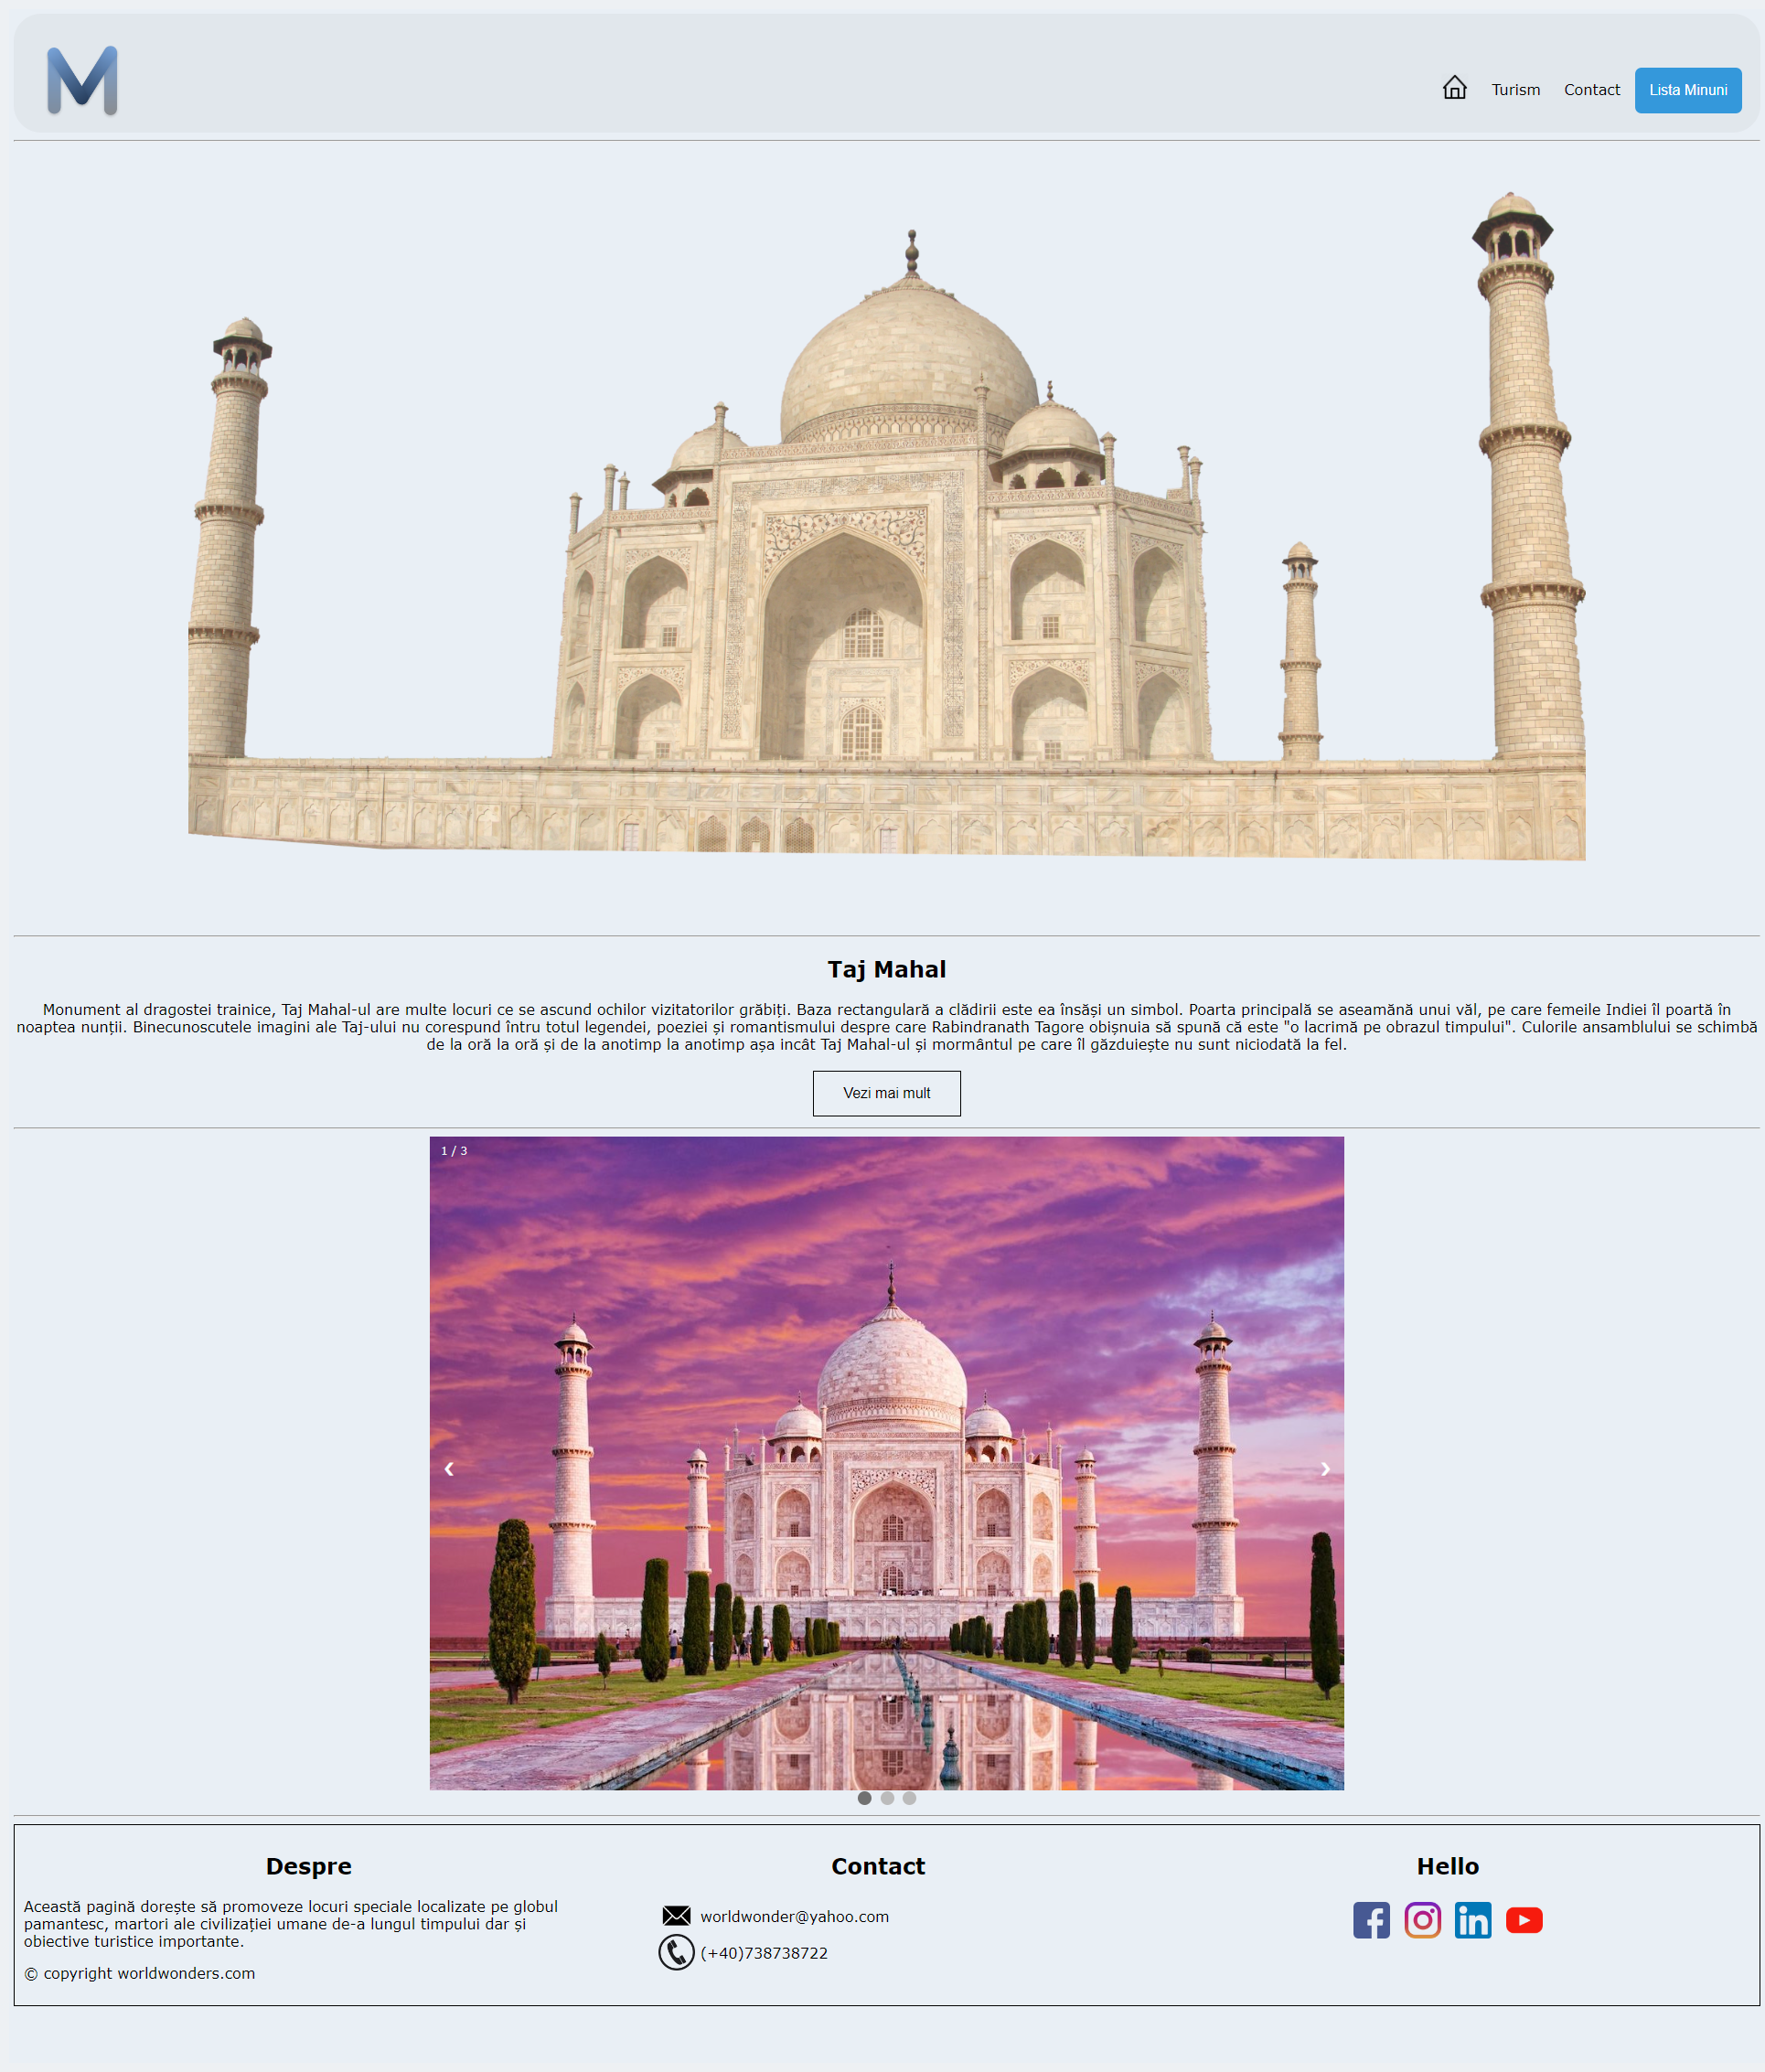 M
Turism Contact Lista Minuni
Taj Mahal
Monument al dragostei trainice, Taj Mahal-ul are multe locuri ce se ascund ochilor vizitatorilor grăbiți. Baza rectangulară a clădirii este ea însăși un simbol. Poarta principală se aseamănă unui văl, pe care femeile Indiei îl poartă în
noaptea nunții. Binecunoscutele imagini ale Taj-ului nu corespund întru totul legendei, poeziei și romantismului despre care Rabindranath Tagore obișnuia să spună că este "o lacrimă pe obrazul timpului". Culorile ansamblului se schimbă
de la oră la oră și de la anotimp la anotimp așa incât Taj Mahal-ul și mormântul pe care îl găzduiește nu sunt niciodată la fel.
Vezi mai mult
1 / 3
Despre
Această pagină dorește să promoveze locuri speciale localizate pe globul
pamantesc, martori ale civilizației umane de-a lungul timpului dar și
obiective turistice importante.
© copyright worldwonders.com
Contact
worldwonder@yahoo.com
(+40)738738722
Hello